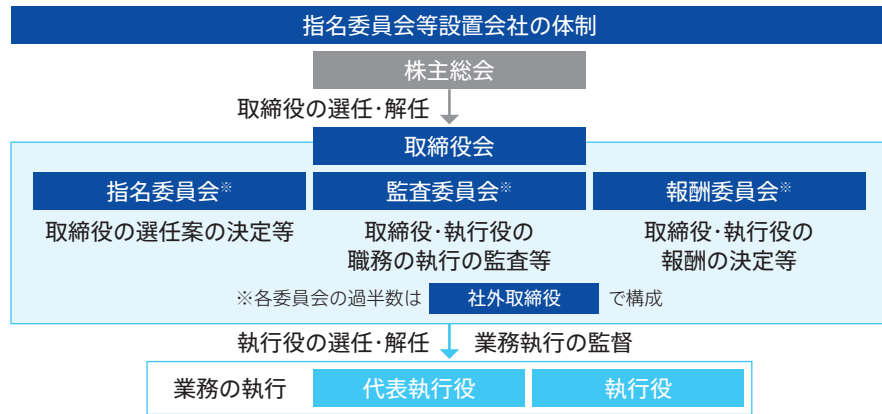 指名委員会等設置会社の体制
株主総会
取締役の選任・解任
取締役会
指名委員会※ 監査委員会※ 報酬委員会※
取締役の選任案の決定等 取締役・執行役の 取締役・執行役の
職務の執行の監査等 報酬の決定等
※各委員会の過半数は 社外取締役 で構成
執行役の選任・解任 業務執行の監督
業務の執行 代表執行役 執行役